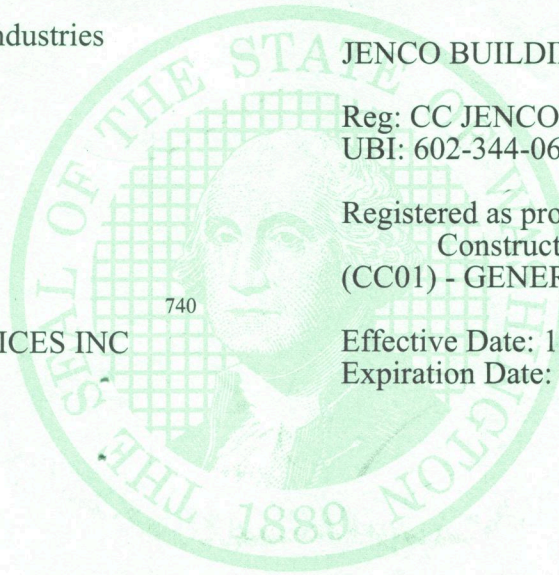 ndustries
740
ICES INC
JENCO BUILDI
Reg: CC JENCO
UBI: 602-344-06
Registered as pro
Construct
(CC01) - GENER
Effective Date: 1
Expiration Date:
THE SEAL OF THE STATE OF WASHINGTON
1889